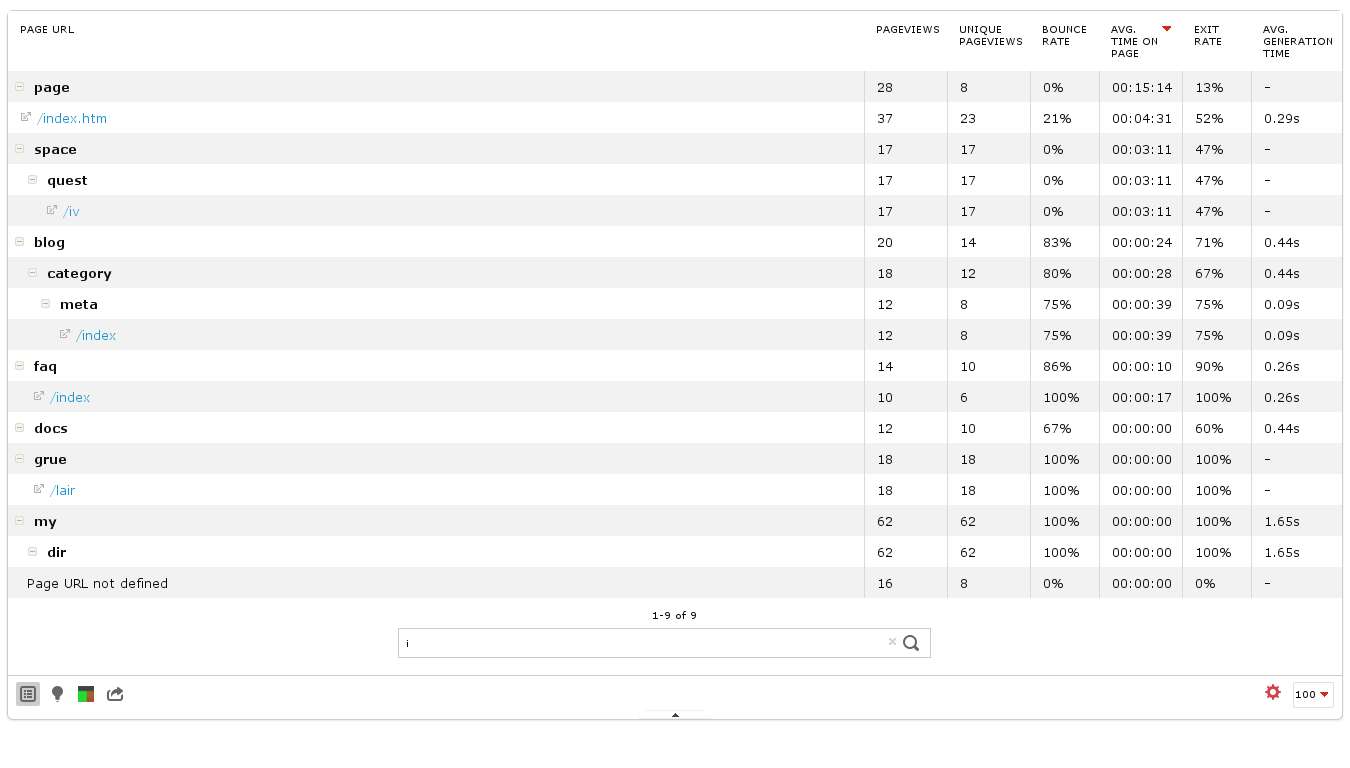 PAGE URL PAGEVIEWS UNIQUE PAGEVIEWS BOUNCE RATE AVG. TIME ON PAGE EXIT RATE AVG. GENERATION TIME
page 28 8 0% 00:15:14 13% -
/index.htm 37 23 21% 00:04:31 52% 0.29s
space 17 17 0% 00:03:11 47% -
quest 17 17 0% 00:03:11 47% -
/iv 17 17 0% 00:03:11 47% -
blog 20 14 83% 00:00:24 71% 0.44s
category 18 12 80% 00:00:28 67% 0.44s
meta 12 8 75% 00:00:39 75% 0.09s
/index 12 8 75% 00:00:39 75% 0.09s
faq 14 10 86% 00:00:10 90% 0.26s
/index 10 6 100% 00:00:17 100% 0.26s
docs 12 10 67% 00:00:00 60% 0.44s
grue 18 18 100% 00:00:00 100% -
/lair 18 18 100% 00:00:00 100% -
my 62 62 100% 00:00:00 100% 1.65s
dir 62 62 100% 00:00:00 100% 1.65s
Page URL not defined 16 8 0% 00:00:00 0% -
1-9 of 9
i
100